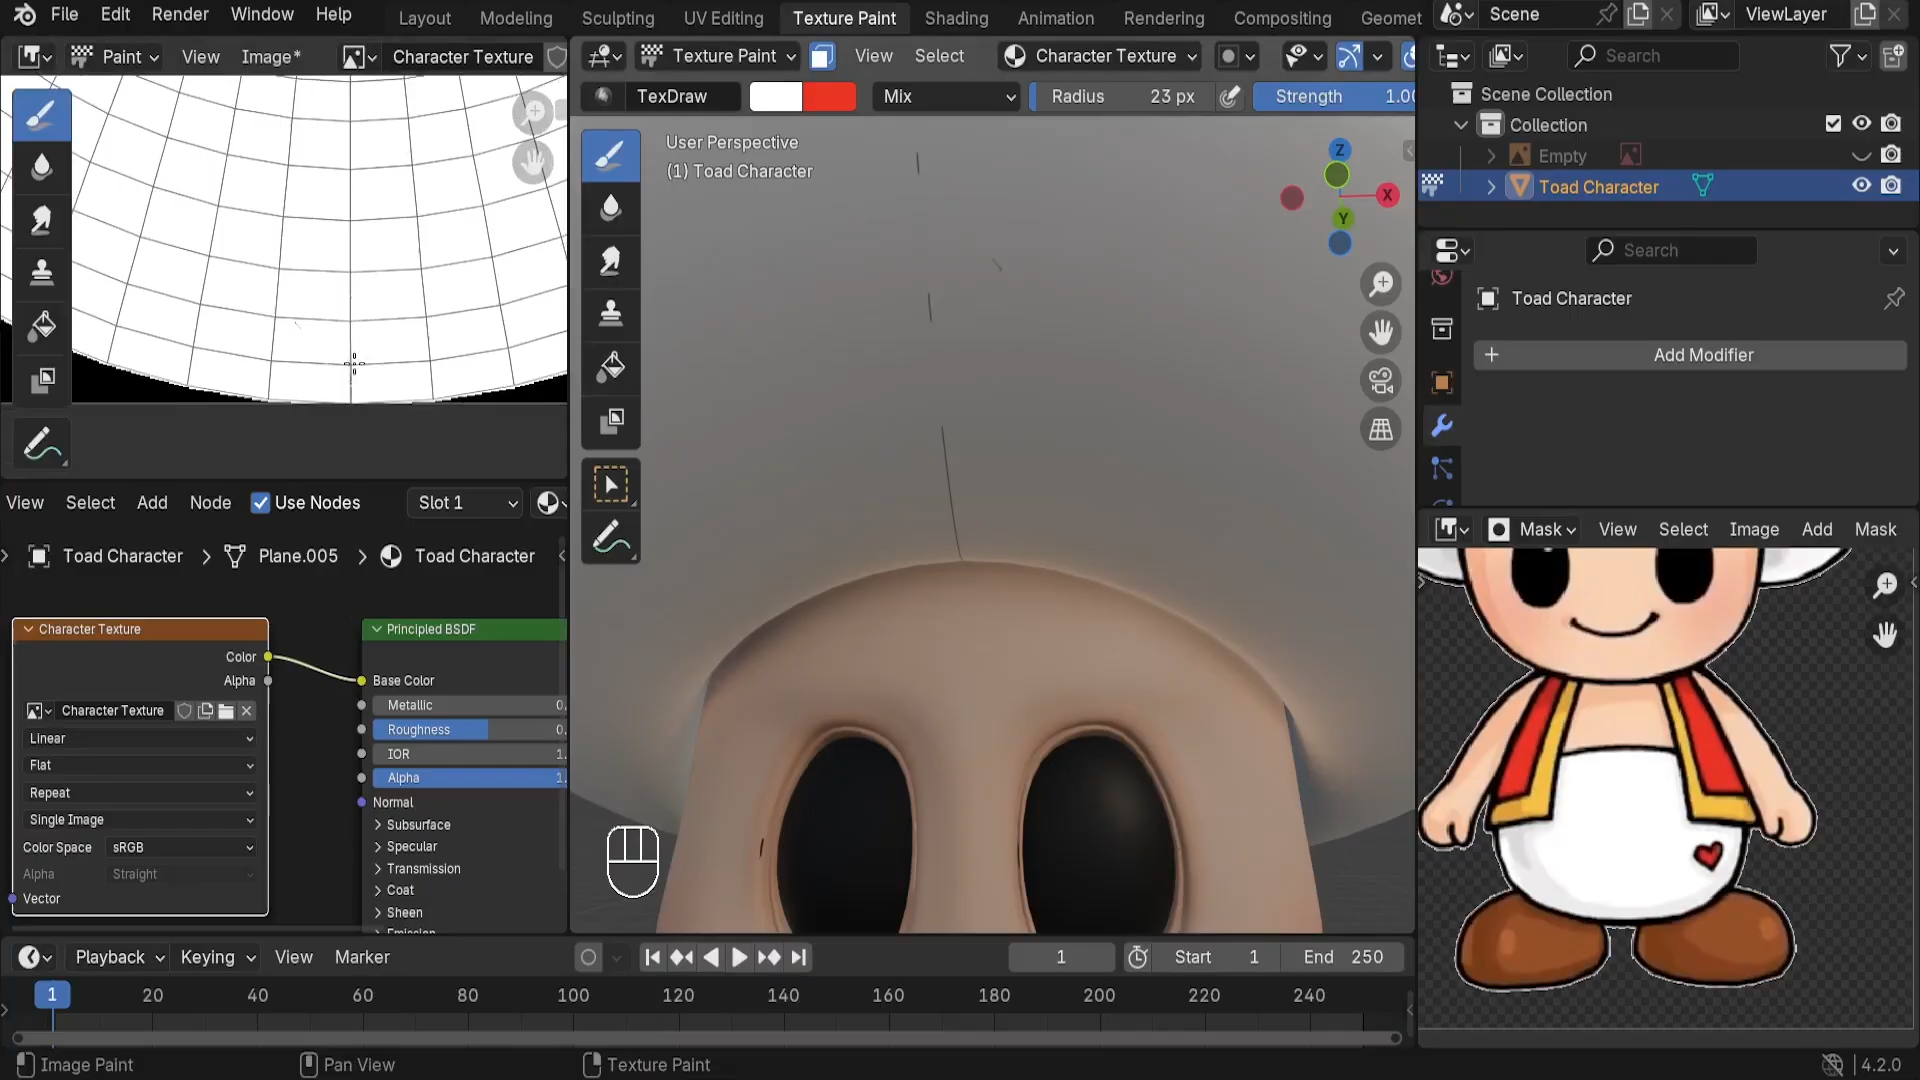 File Edit Render Window Help
Layout Modeling Sculpting UV Editing Texture Paint Shading Animation Rendering Compositing Geomet
Scene
ViewLayer
Paint View Image* Character Texture
Texture Paint View Select Character Texture
Search
TexDraw Mix Radius 23 px Strength 1.00
Scene Collection
Collection
Empty
Toad Character
User Perspective
(1) Toad Character
Z
X
Y
Search
Toad Character
Add Modifier
View Select Add Node Use Nodes Slot 1
Mask View Select Image Add Mask
Toad Character Plane.005 Toad Character
Character Texture
Color
Alpha
Character Texture
Linear
Flat
Repeat
Single Image
Color Space sRGB
Alpha Straight
Vector
Principled BSDF
Base Color
Metallic 0.
Roughness 0.
IOR 1.
Alpha 1.
Normal
Subsurface
Specular
Transmission
Coat
Sheen
Playback Keying View Marker
1
Start 1
End 250
1 20 40 60 80 100 120 140 160 180 200 220 240
Image Paint
Pan View
Texture Paint
4.2.0